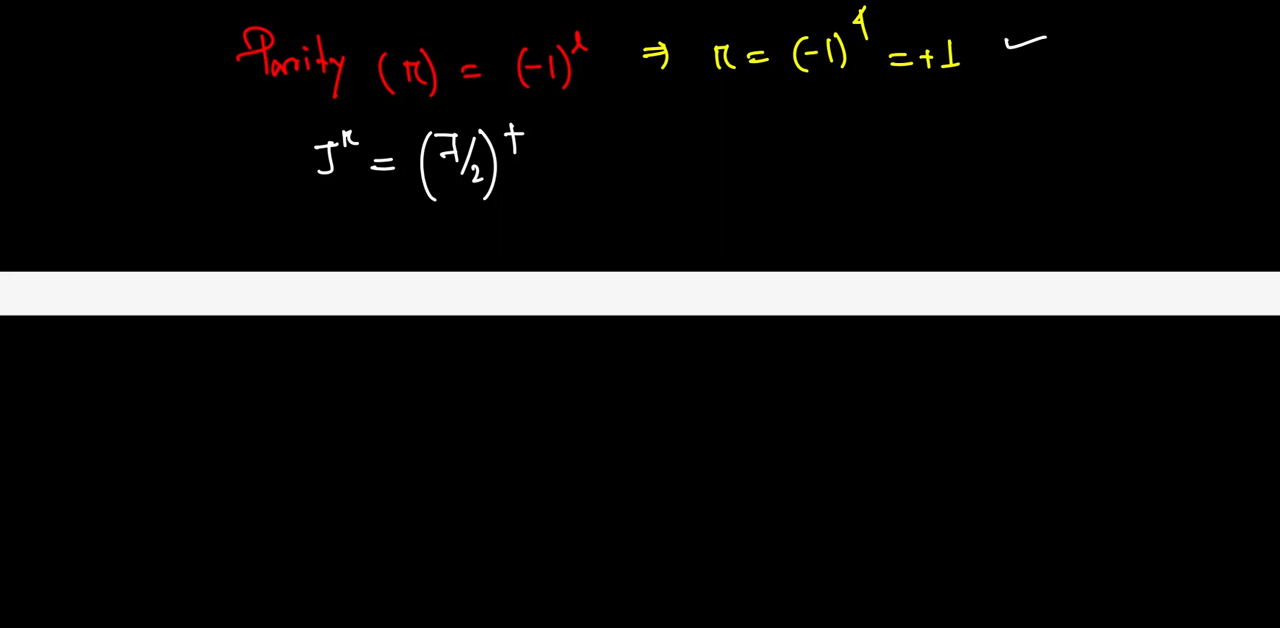 Parity (π) = (-1)^l ⇒ π = (-1)^4 = +1 ✓
J^π = (7/2)^+